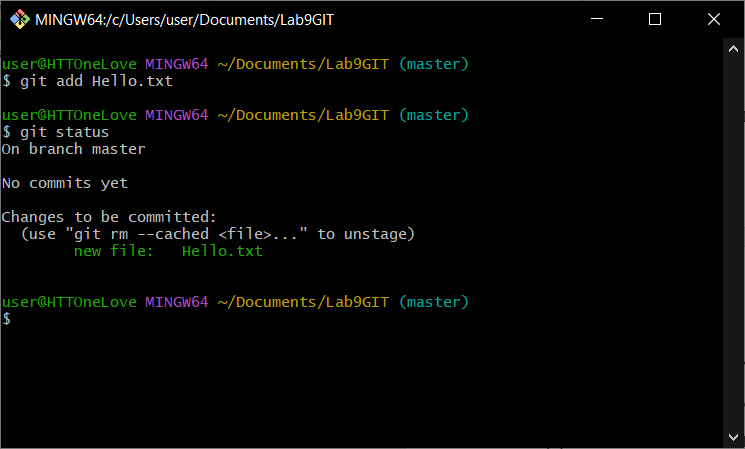 MINGW64:/c/Users/user/Documents/Lab9GIT
user@HTTOneLove MINGW64 ~/Documents/Lab9GIT (master)
$ git add Hello.txt
user@HTTOneLove MINGW64 ~/Documents/Lab9GIT (master)
$ git status
On branch master
No commits yet
Changes to be committed:
  (use "git rm --cached <file>..." to unstage)
        new file:   Hello.txt
user@HTTOneLove MINGW64 ~/Documents/Lab9GIT (master)
$